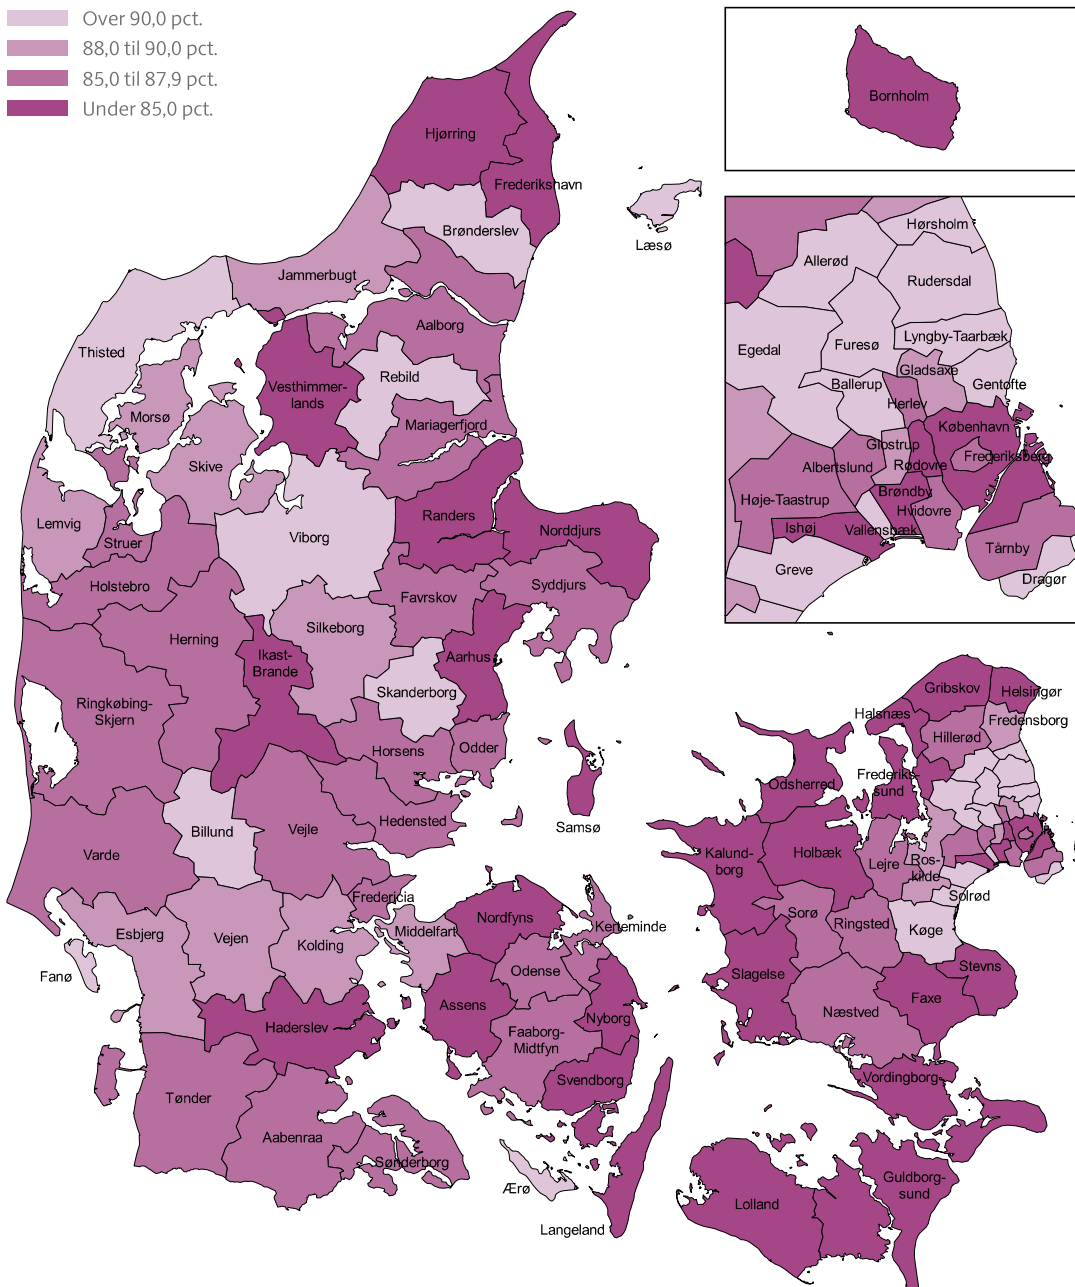 Over 90,0 pct.
88,0 til 90,0 pct.
85,0 til 87,9 pct.
Under 85,0 pct.
Bornholm
Hjørring
Frederikshavn
Brønderslev
Læsø
Jammerbugt
Aalborg
Thisted
Rebild
Vesthimmer-
lands
Morsø
Mariagerfjord
Skive
Lemvig
Struer
Viborg
Randers
Norddjurs
Holstebro
Favrskov
Syddjurs
Herning
Silkeborg
Ikast-
Brande
Aarhus
Skanderborg
Ringkøbing-
Skjern
Horsens
Odder
Hedensted
Samsø
Billund
Vejle
Varde
Fredericia
Esbjerg
Vejen
Kolding
Middelfart
Nordfyns
Kerteminde
Fanø
Odense
Assens
Haderslev
Faaborg-
Midtfyn
Nyborg
Svendborg
Tønder
Aabenraa
Sønderborg
Ærø
Langeland
Hørsholm
Allerød
Rudersdal
Egedal
Furesø
Lyngby-Taarbæk
Gladsaxe
Ballerup
Gentofte
Herlev
København
Glostrup
Frederiksberg
Albertslund
Rødovre
Høje-Taastrup
Brøndby
Hvidovre
Ishøj
Vallensbæk
Tårnby
Greve
Dragør
Gribskov
Helsingør
Halsnæs
Fredensborg
Hillerød
Odsherred
Frederiks-
sund
Kalund-
borg
Holbæk
Lejre
Ros-
kilde
Solrød
Sorø
Ringsted
Køge
Slagelse
Stevns
Faxe
Næstved
Vordingborg
Guldborg-
sund
Lolland